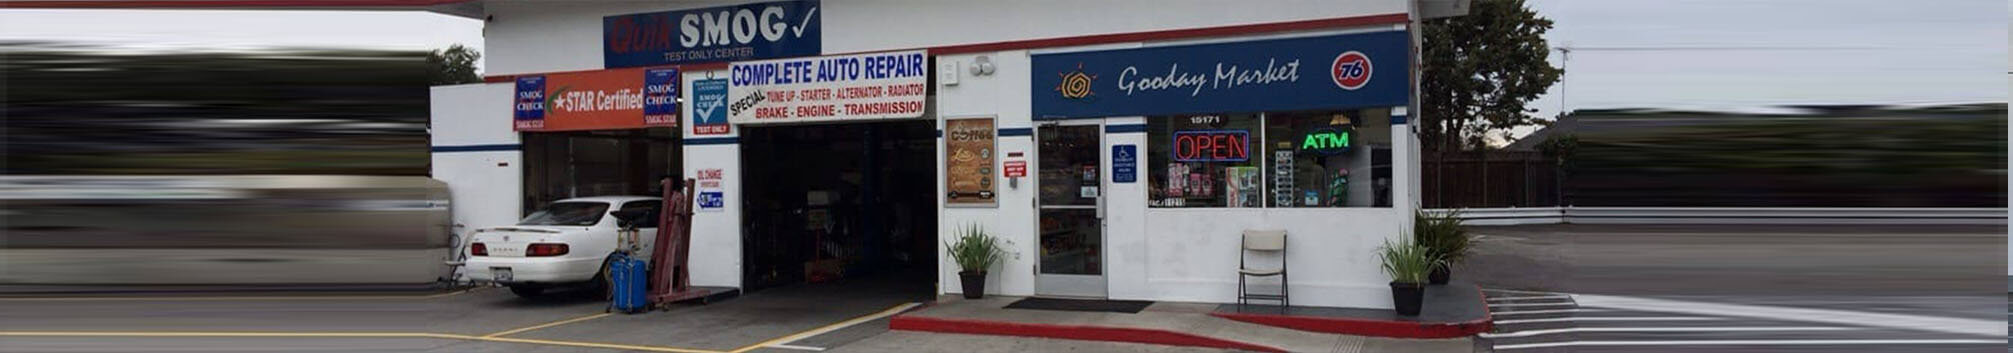 Quik SMOG✓
TEST ONLY CENTER
SMOG
CHECK
★STAR Certified
SMOG
CHECK
SMOG
CHECK
TEST ONLY
COMPLETE AUTO REPAIR
SPECIAL TUNE UP - STARTER - ALTERNATOR - RADIATOR
BRAKE - ENGINE - TRANSMISSION
Gooday Market
76
15171
OPEN
ATM
OIL CHANGE